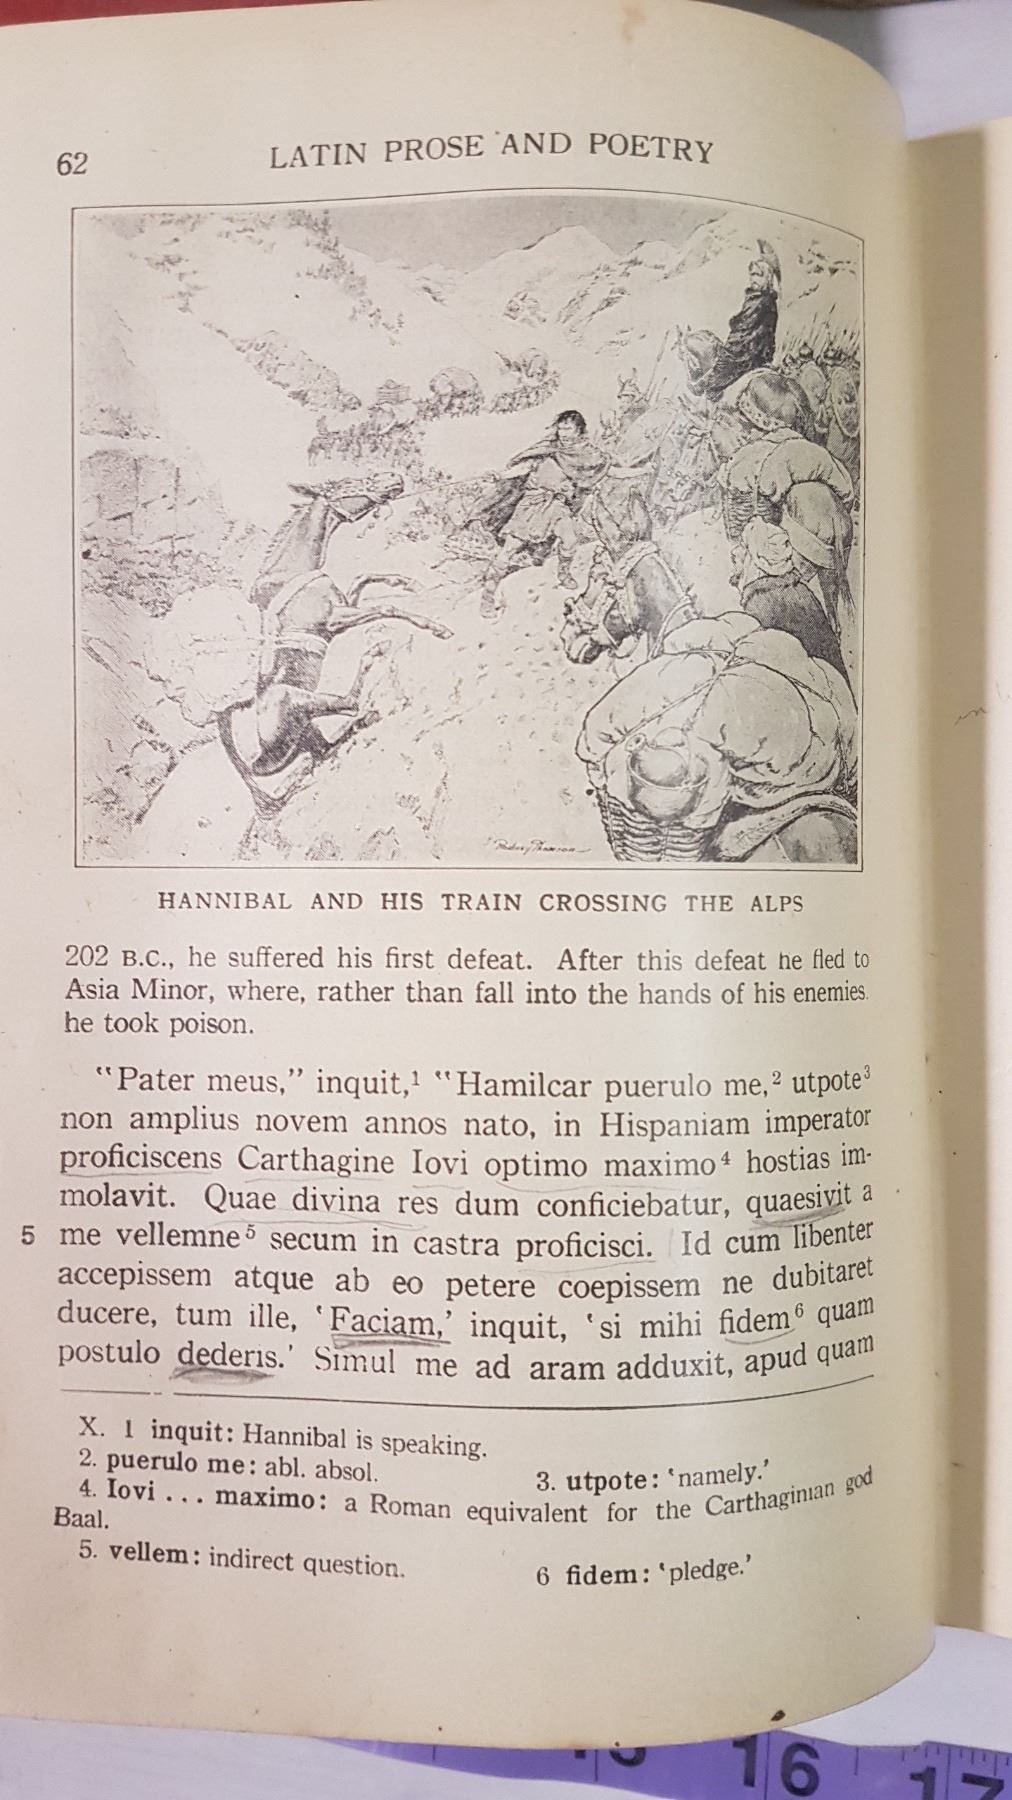 62
LATIN PROSE AND POETRY
HANNIBAL AND HIS TRAIN CROSSING THE ALPS
202 B.C., he suffered his first defeat. After this defeat he fled to
Asia Minor, where, rather than fall into the hands of his enemies,
he took poison.
“Pater meus,” inquit,¹ “Hamilcar puerulo me,² utpote³
non amplius novem annos nato, in Hispaniam imperator
proficiscens Carthagine Iovi optimo maximo⁴ hostias im-
molavit. Quae divina res dum conficiebatur, quaesivit a
5 me vellemne⁵ secum in castra proficisci. Id cum libenter
accepissem atque ab eo petere coepissem ne dubitaret
ducere, tum ille, ‘Faciam,’ inquit, ‘si mihi fidem⁶ quam
postulo dederis.’ Simul me ad aram adduxit, apud quam
X. 1 inquit: Hannibal is speaking.
2. puerulo me: abl. absol. 3. utpote: ‘namely.’
4. Iovi . . . maximo: a Roman equivalent for the Carthaginian god
Baal.
5. vellem: indirect question. 6 fidem: ‘pledge.’
16 17